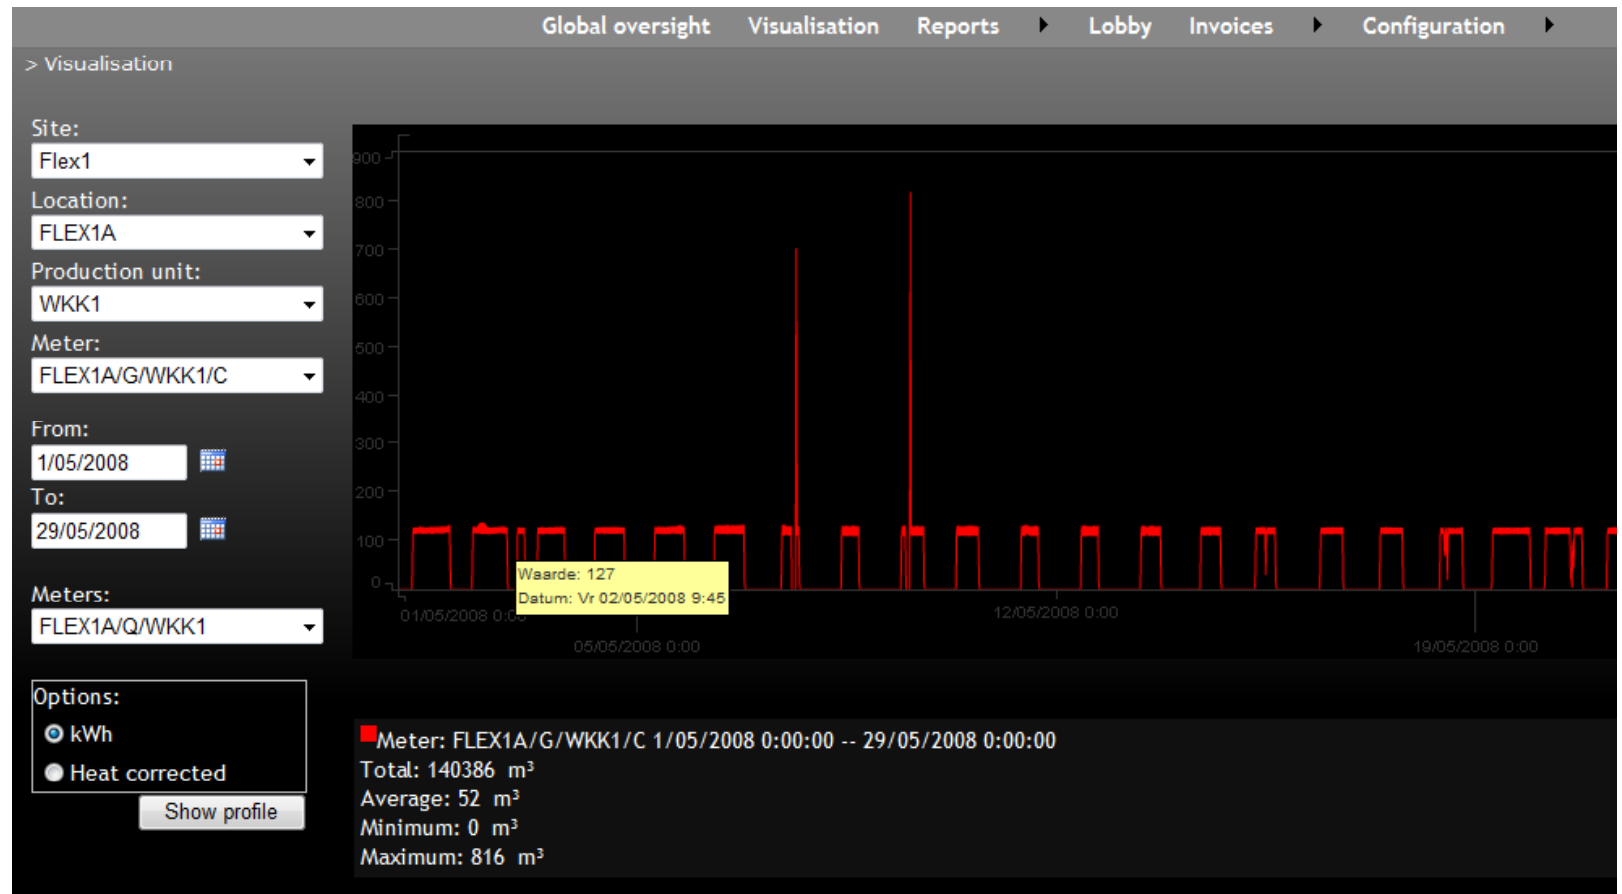 Global oversight Visualisation Reports Lobby Invoices Configuration
> Visualisation
Site:
Flex1
Location:
FLEX1A
Production unit:
WKK1
Meter:
FLEX1A/G/WKK1/C
From:
1/05/2008
To:
29/05/2008
Meters:
FLEX1A/Q/WKK1
Options:
kWh
Heat corrected
Show profile
900
800
700
600
500
400
300
200
100
0
Waarde: 127
Datum: Vr 02/05/2008 9:45
01/05/2008 0:00
12/05/2008 0:00
05/05/2008 0:00
19/05/2008 0:00
Meter: FLEX1A/G/WKK1/C 1/05/2008 0:00:00 -- 29/05/2008 0:00:00
Total: 140386 m³
Average: 52 m³
Minimum: 0 m³
Maximum: 816 m³